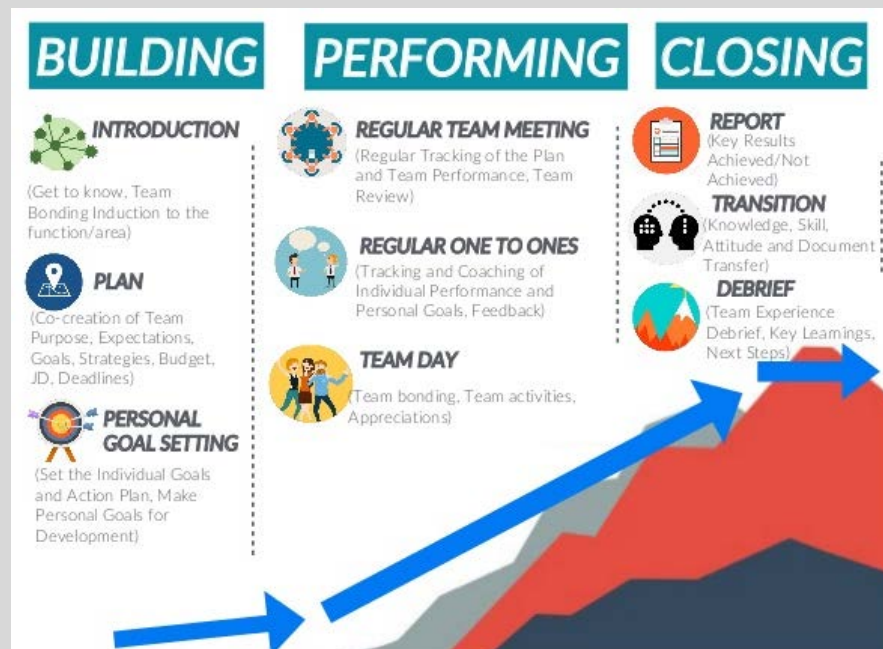 BUILDING
INTRODUCTION
(Get to know, Team
Bonding Induction to the
function/area)
PLAN
(Co-creation of Team
Purpose, Expectations,
Goals, Strategies, Budget,
JD, Deadlines)
PERSONAL
GOAL SETTING
(Set the Individual Goals
and Action Plan, Make
Personal Goals for
Development)
PERFORMING
REGULAR TEAM MEETING
(Regular Tracking of the Plan
and Team Performance, Team
Review)
REGULAR ONE TO ONES
(Tracking and Coaching of
Individual Performance and
Personal Goals, Feedback)
TEAM DAY
(Team bonding, Team activities,
Appreciations)
CLOSING
REPORT
(Key Results
Achieved/Not
Achieved)
TRANSITION
(Knowledge, Skill,
Attitude and Document
Transfer)
DEBRIEF
(Team Experience
Debrief, Key Learnings,
Next Steps)